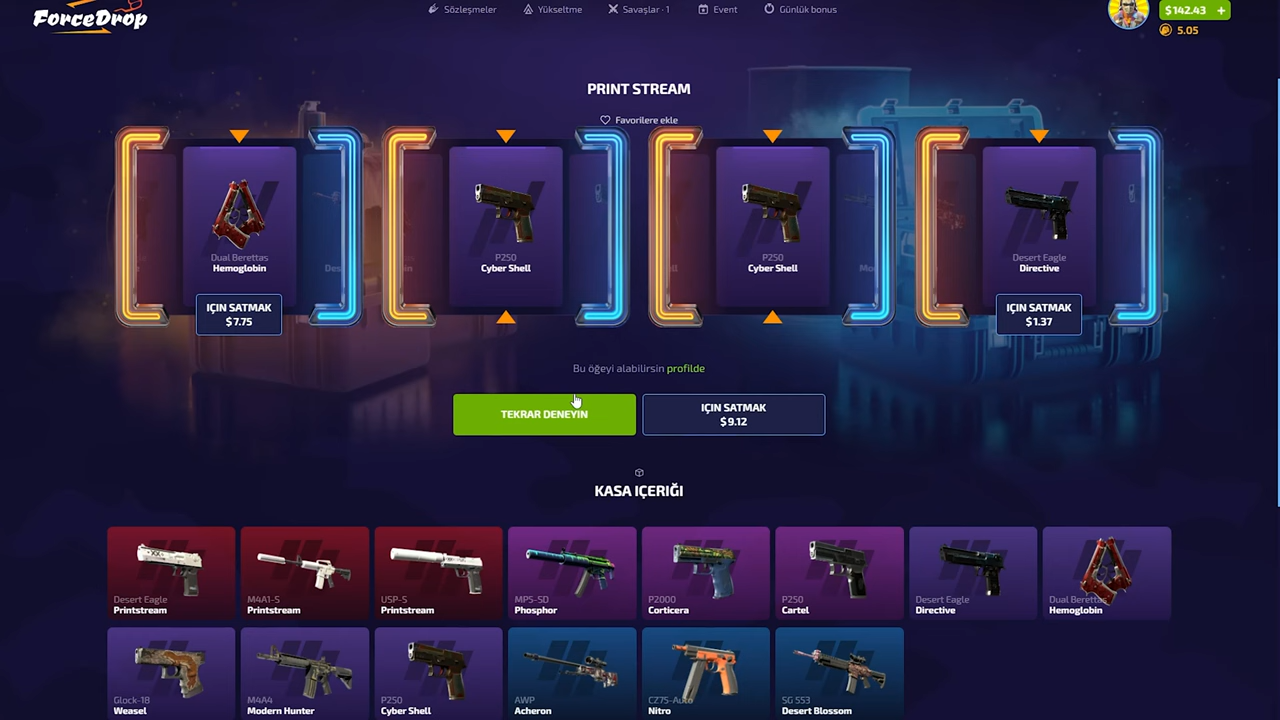 ForceDrop
Sözleşmeler
Yükseltme
Savaşlar · 1
Event
Günlük bonus
$142.43 +
5.05
PRINT STREAM
Favorilere ekle
Dual Berettas
Hemoglobin
IÇIN SATMAK
$7.75
P250
Cyber Shell
P250
Cyber Shell
Desert Eagle
Directive
IÇIN SATMAK
$1.37
Bu öğeyi alabilirsin profilde
TEKRAR DENEYIN
IÇIN SATMAK
$9.12
KASA IÇERIĞI
Desert Eagle
Printstream
M4A1-S
Printstream
USP-S
Printstream
MP5-SD
Phosphor
P2000
Corticera
P250
Cartel
Desert Eagle
Directive
Dual Berettas
Hemoglobin
Glock-18
Weasel
M4A4
Modern Hunter
P250
Cyber Shell
AWP
Acheron
CZ75-Auto
Nitro
SG 553
Desert Blossom